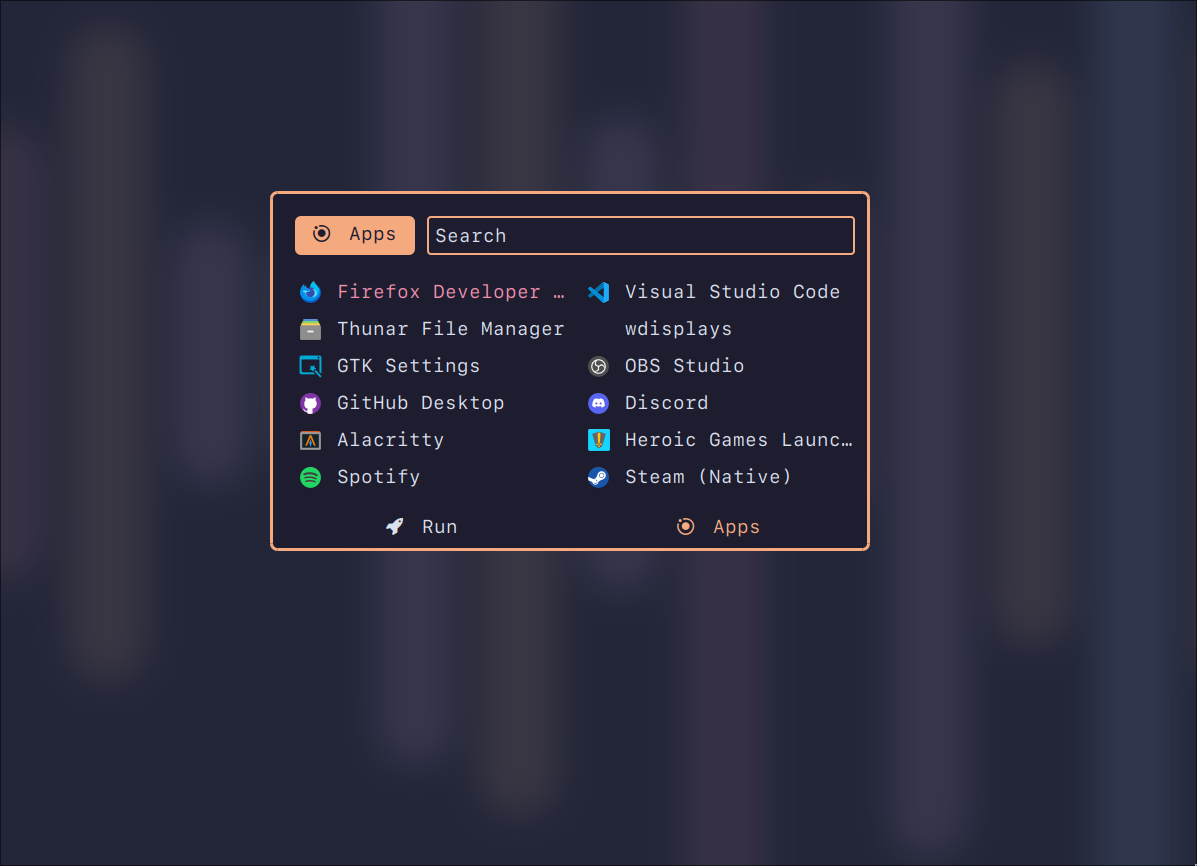 Apps Search
Firefox Developer … Visual Studio Code
Thunar File Manager wdisplays
GTK Settings OBS Studio
GitHub Desktop Discord
Alacritty Heroic Games Launc…
Spotify Steam (Native)
Run Apps